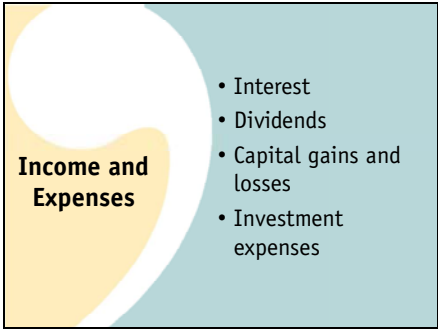 Income and
Expenses
• Interest
• Dividends
• Capital gains and
losses
• Investment
expenses